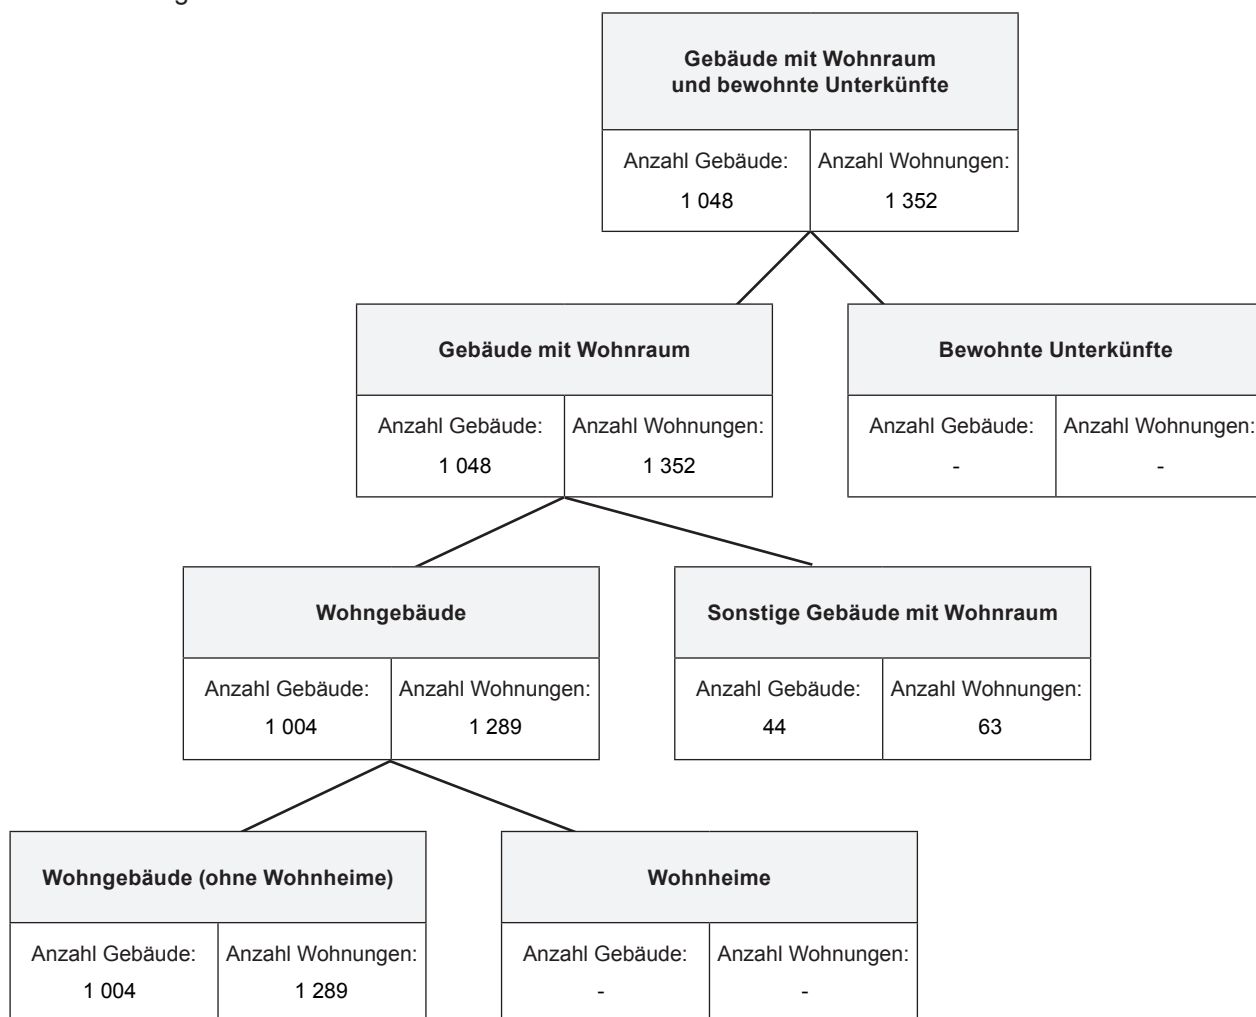 Gebäude mit Wohnraum
und bewohnte Unterkünfte
Anzahl Gebäude: Anzahl Wohnungen:
1 048 1 352
Gebäude mit Wohnraum Bewohnte Unterkünfte
Anzahl Gebäude: Anzahl Wohnungen: Anzahl Gebäude: Anzahl Wohnungen:
1 048 1 352 - -
Wohngebäude Sonstige Gebäude mit Wohnraum
Anzahl Gebäude: Anzahl Wohnungen: Anzahl Gebäude: Anzahl Wohnungen:
1 004 1 289 44 63
Wohngebäude (ohne Wohnheime) Wohnheime
Anzahl Gebäude: Anzahl Wohnungen: Anzahl Gebäude: Anzahl Wohnungen:
1 004 1 289 - -